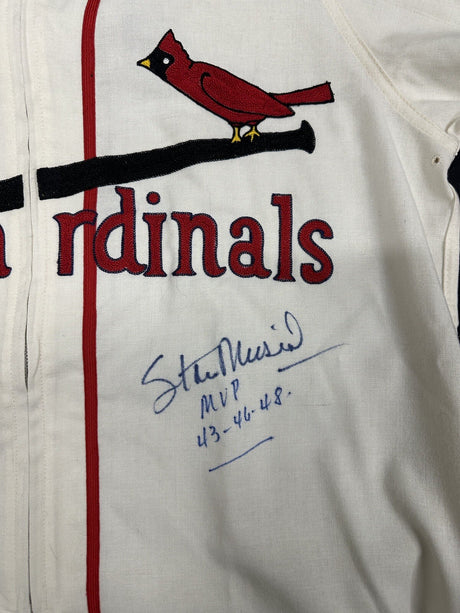 a rdinals
Stan Musial
MVP
43-46-48.